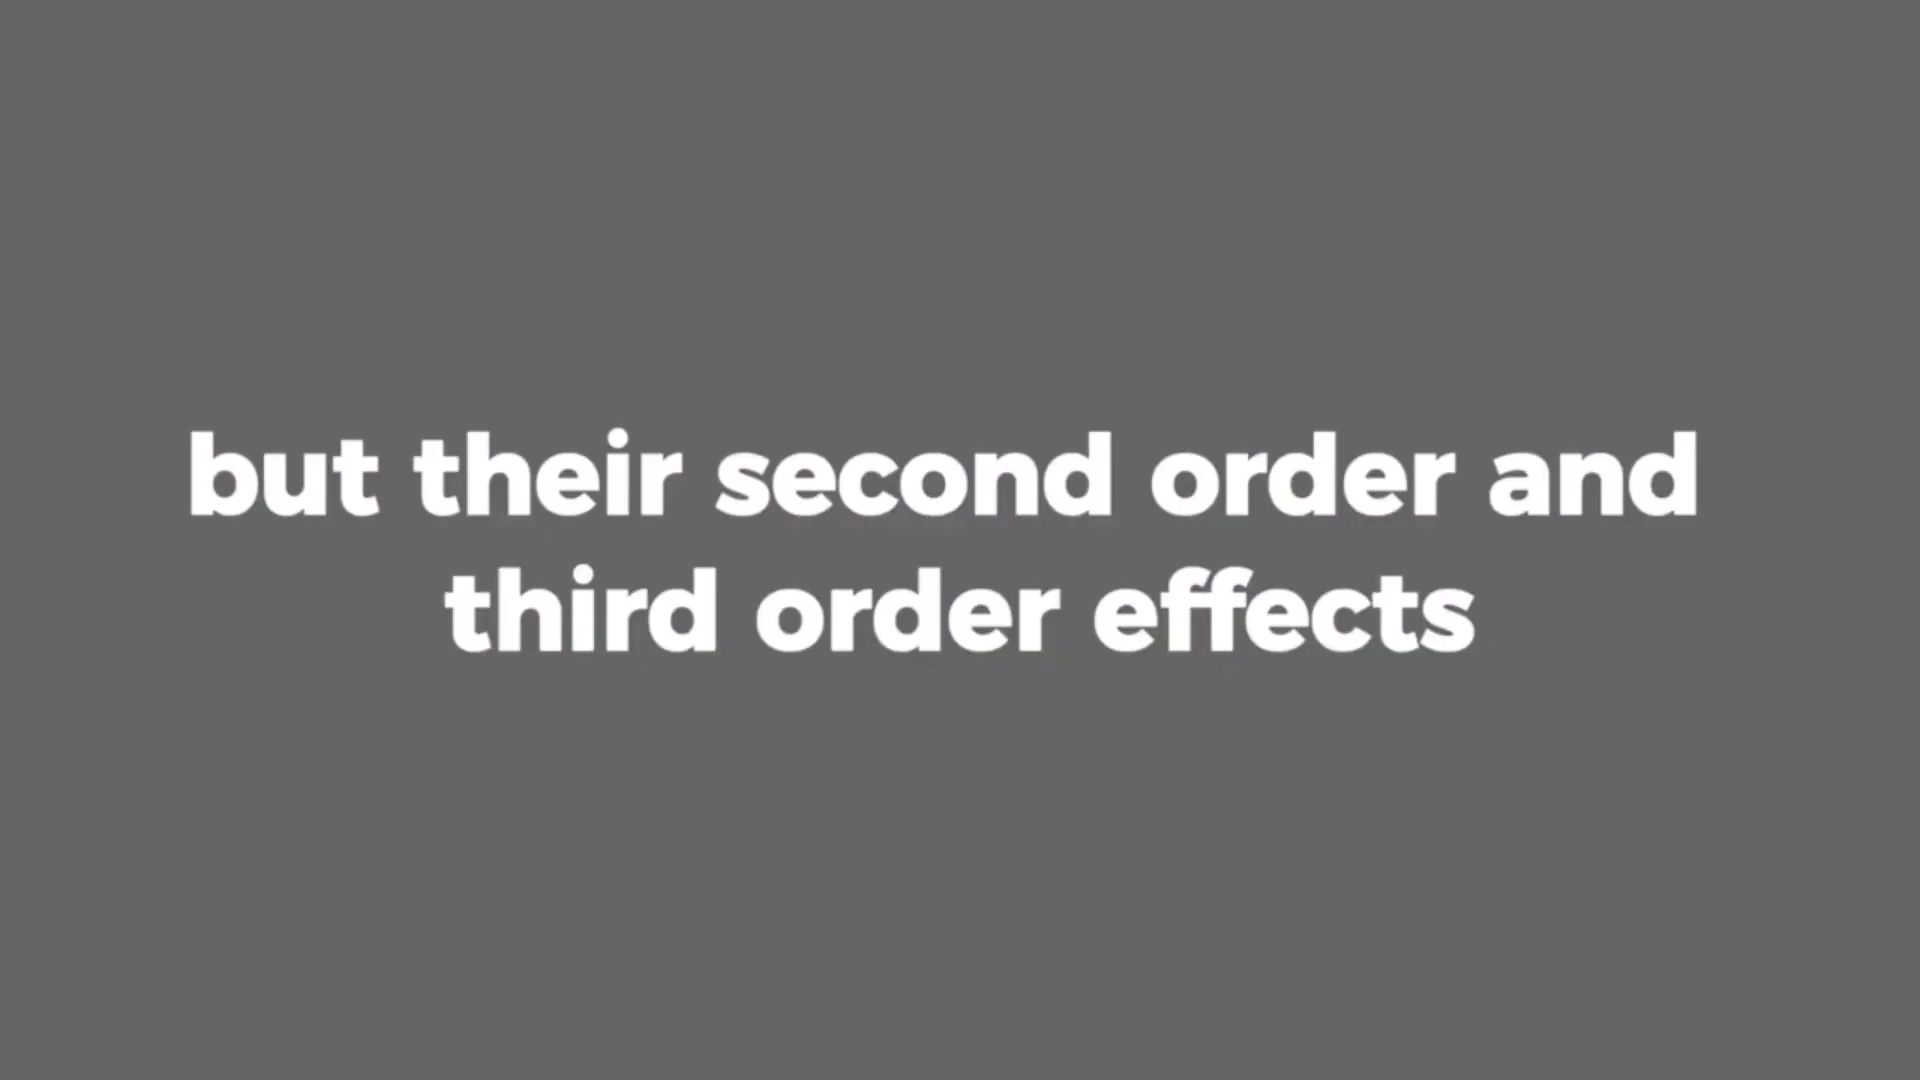 but their second order and
third order effects